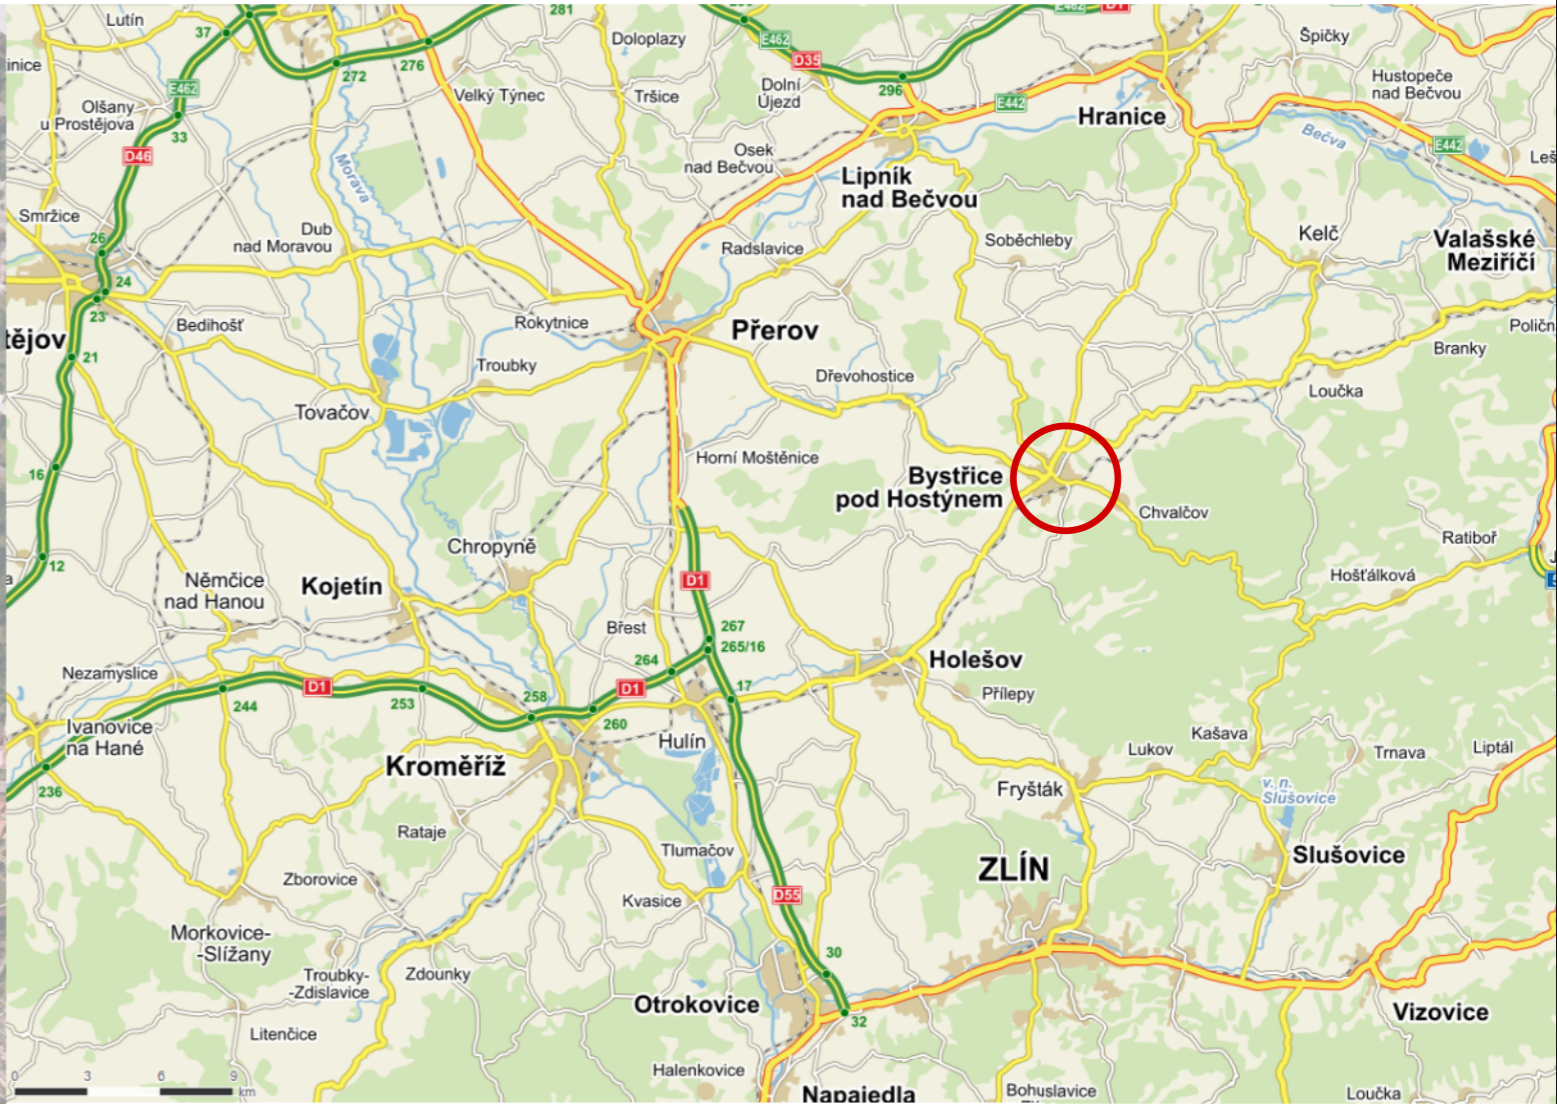 Lutín
37
281
E462
D1
Doloplazy
E462
D35
Špičky
272
276
inice
E462
Olšany
u Prostějova
33
Velký Týnec
Tršice
Dolní
Újezd
296
E442
Hustopeče
nad Bečvou
Hranice
Bečva
E442
D46
Morava
Osek
nad Bečvou
Lipník
nad Bečvou
Smržice
26
Dub
nad Moravou
Radslavice
Soběchleby
Kelč
Valašské
Meziříčí
24
23
Bedihošť
Rokytnice
Přerov
Poličn
tějov
21
Troubky
Dřevohostice
Branky
Loučka
Tovačov
16
Horní Moštěnice
Bystřice
pod Hostýnem
Chvalčov
Ratiboř
Chropyně
12
Němčice
nad Hanou
Kojetín
D1
Hošťálková
J
5
a
Břest
267
265/16
264
Holešov
Nezamyslice
D1
D1
Přílepy
244
253
258
260
17
Ivanovice
na Hané
Hulín
Kroměříž
Lukov
Kašava
Trnava
Liptál
236
Fryšták
v. n.
Slušovice
Rataje
Tlumačov
ZLÍN
Slušovice
Zborovice
Kvasice
D55
Morkovice-
-Slížany
Troubky-
-Zdislavice
Zdounky
30
Otrokovice
32
Vizovice
Litenčice
Halenkovice
Napajedla
Bohuslavice
Loučka
0 3 6 9
km